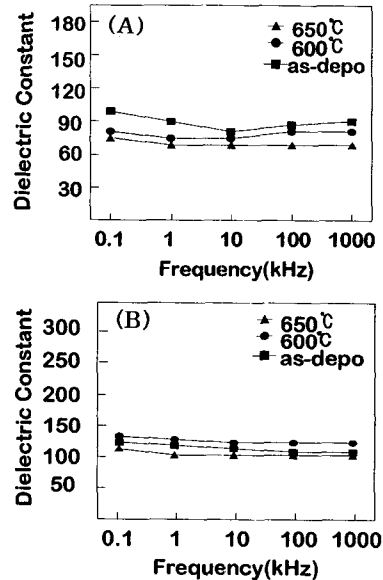 (A)
650℃
600℃
as-depo
Dielectric Constant
180
150
120
90
60
30
0.1 1 10 100 1000
Frequency(kHz)
(B)
650℃
600℃
as-depo
Dielectric Constant
300
250
200
150
100
50
0.1 1 10 100 1000
Frequency(kHz)